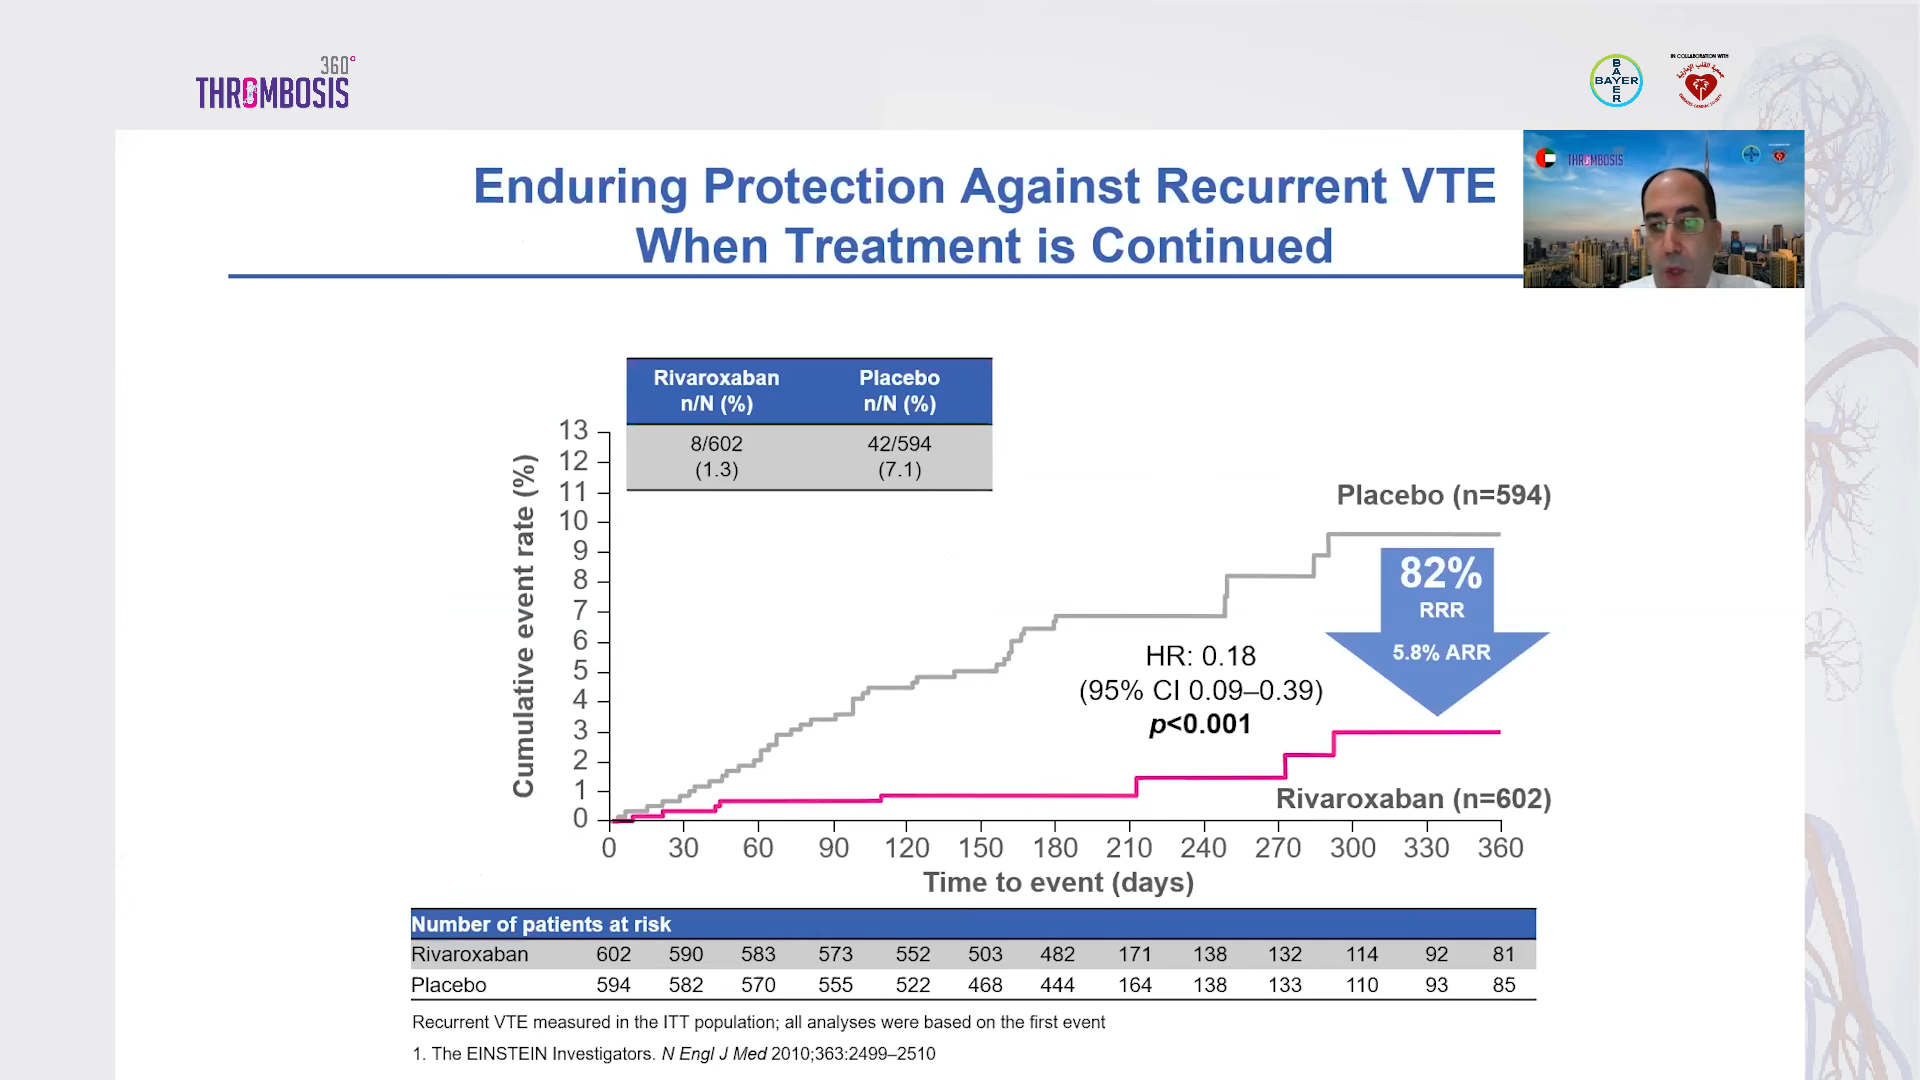 360°
THROMBOSIS
BAYER
BAYER
IN COLLABORATION WITH
THROMBOSIS
Enduring Protection Against Recurrent VTE
When Treatment is Continued
Rivaroxaban Placebo
n/N (%) n/N (%)
8/602 42/594
(1.3) (7.1)
Cumulative event rate (%)
13
12
11
10
9
8
7
6
5
4
3
2
1
0
Placebo (n=594)
82%
RRR
5.8% ARR
HR: 0.18
(95% CI 0.09–0.39)
p<0.001
Rivaroxaban (n=602)
0 30 60 90 120 150 180 210 240 270 300 330 360
Time to event (days)
Number of patients at risk
Rivaroxaban 602 590 583 573 552 503 482 171 138 132 114 92 81
Placebo 594 582 570 555 522 468 444 164 138 133 110 93 85
Recurrent VTE measured in the ITT population; all analyses were based on the first event
1. The EINSTEIN Investigators. N Engl J Med 2010;363:2499–2510